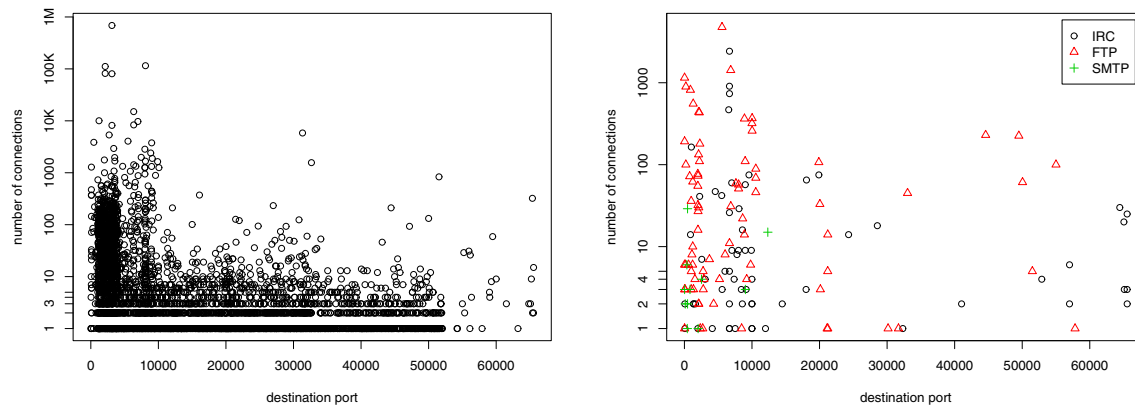 number of connections
1M
100K
10K
1000
100
10
3
1
0 10000 20000 30000 40000 50000 60000
destination port
number of connections
1000
100
10
4
2
1
0 10000 20000 30000 40000 50000 60000
destination port
IRC
FTP
SMTP